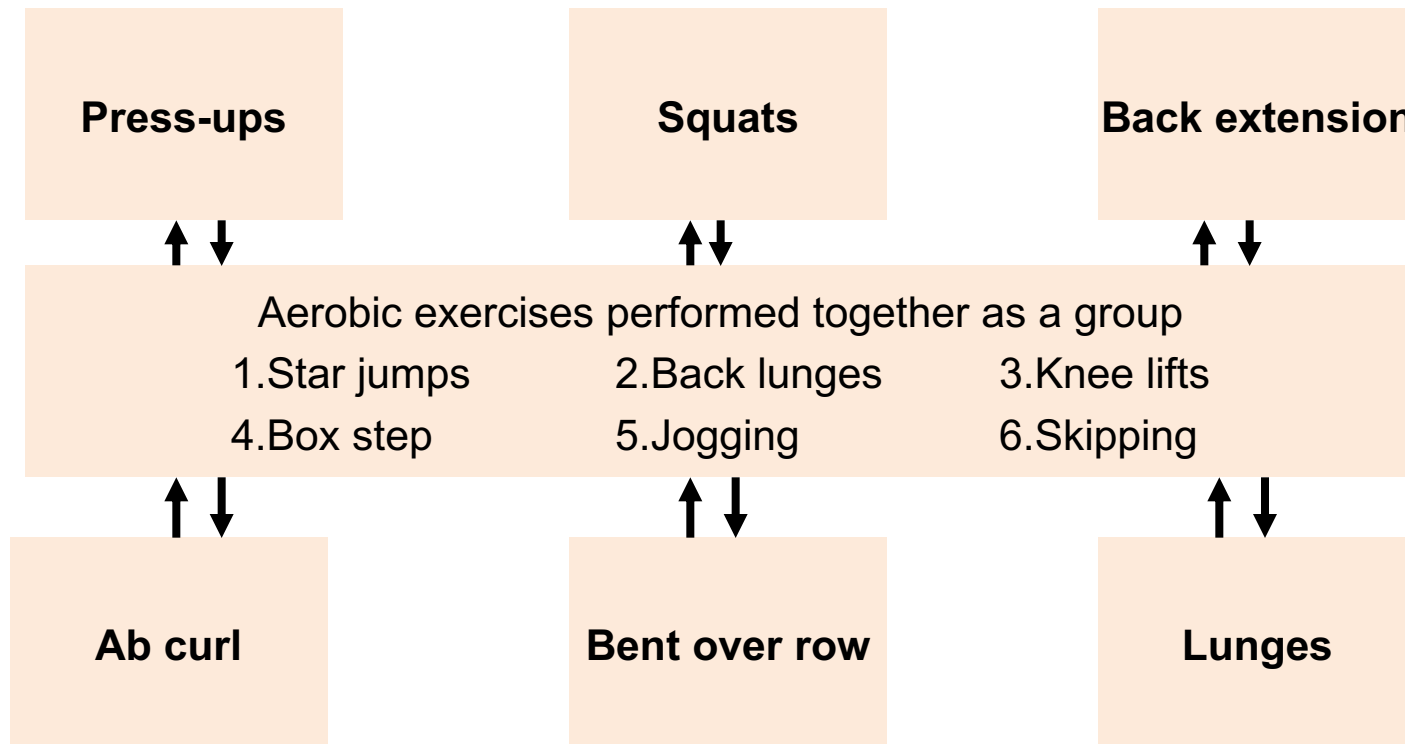 Press-ups
Squats
Back extension
Aerobic exercises performed together as a group
1.Star jumps 2.Back lunges 3.Knee lifts
4.Box step 5.Jogging 6.Skipping
Ab curl
Bent over row
Lunges